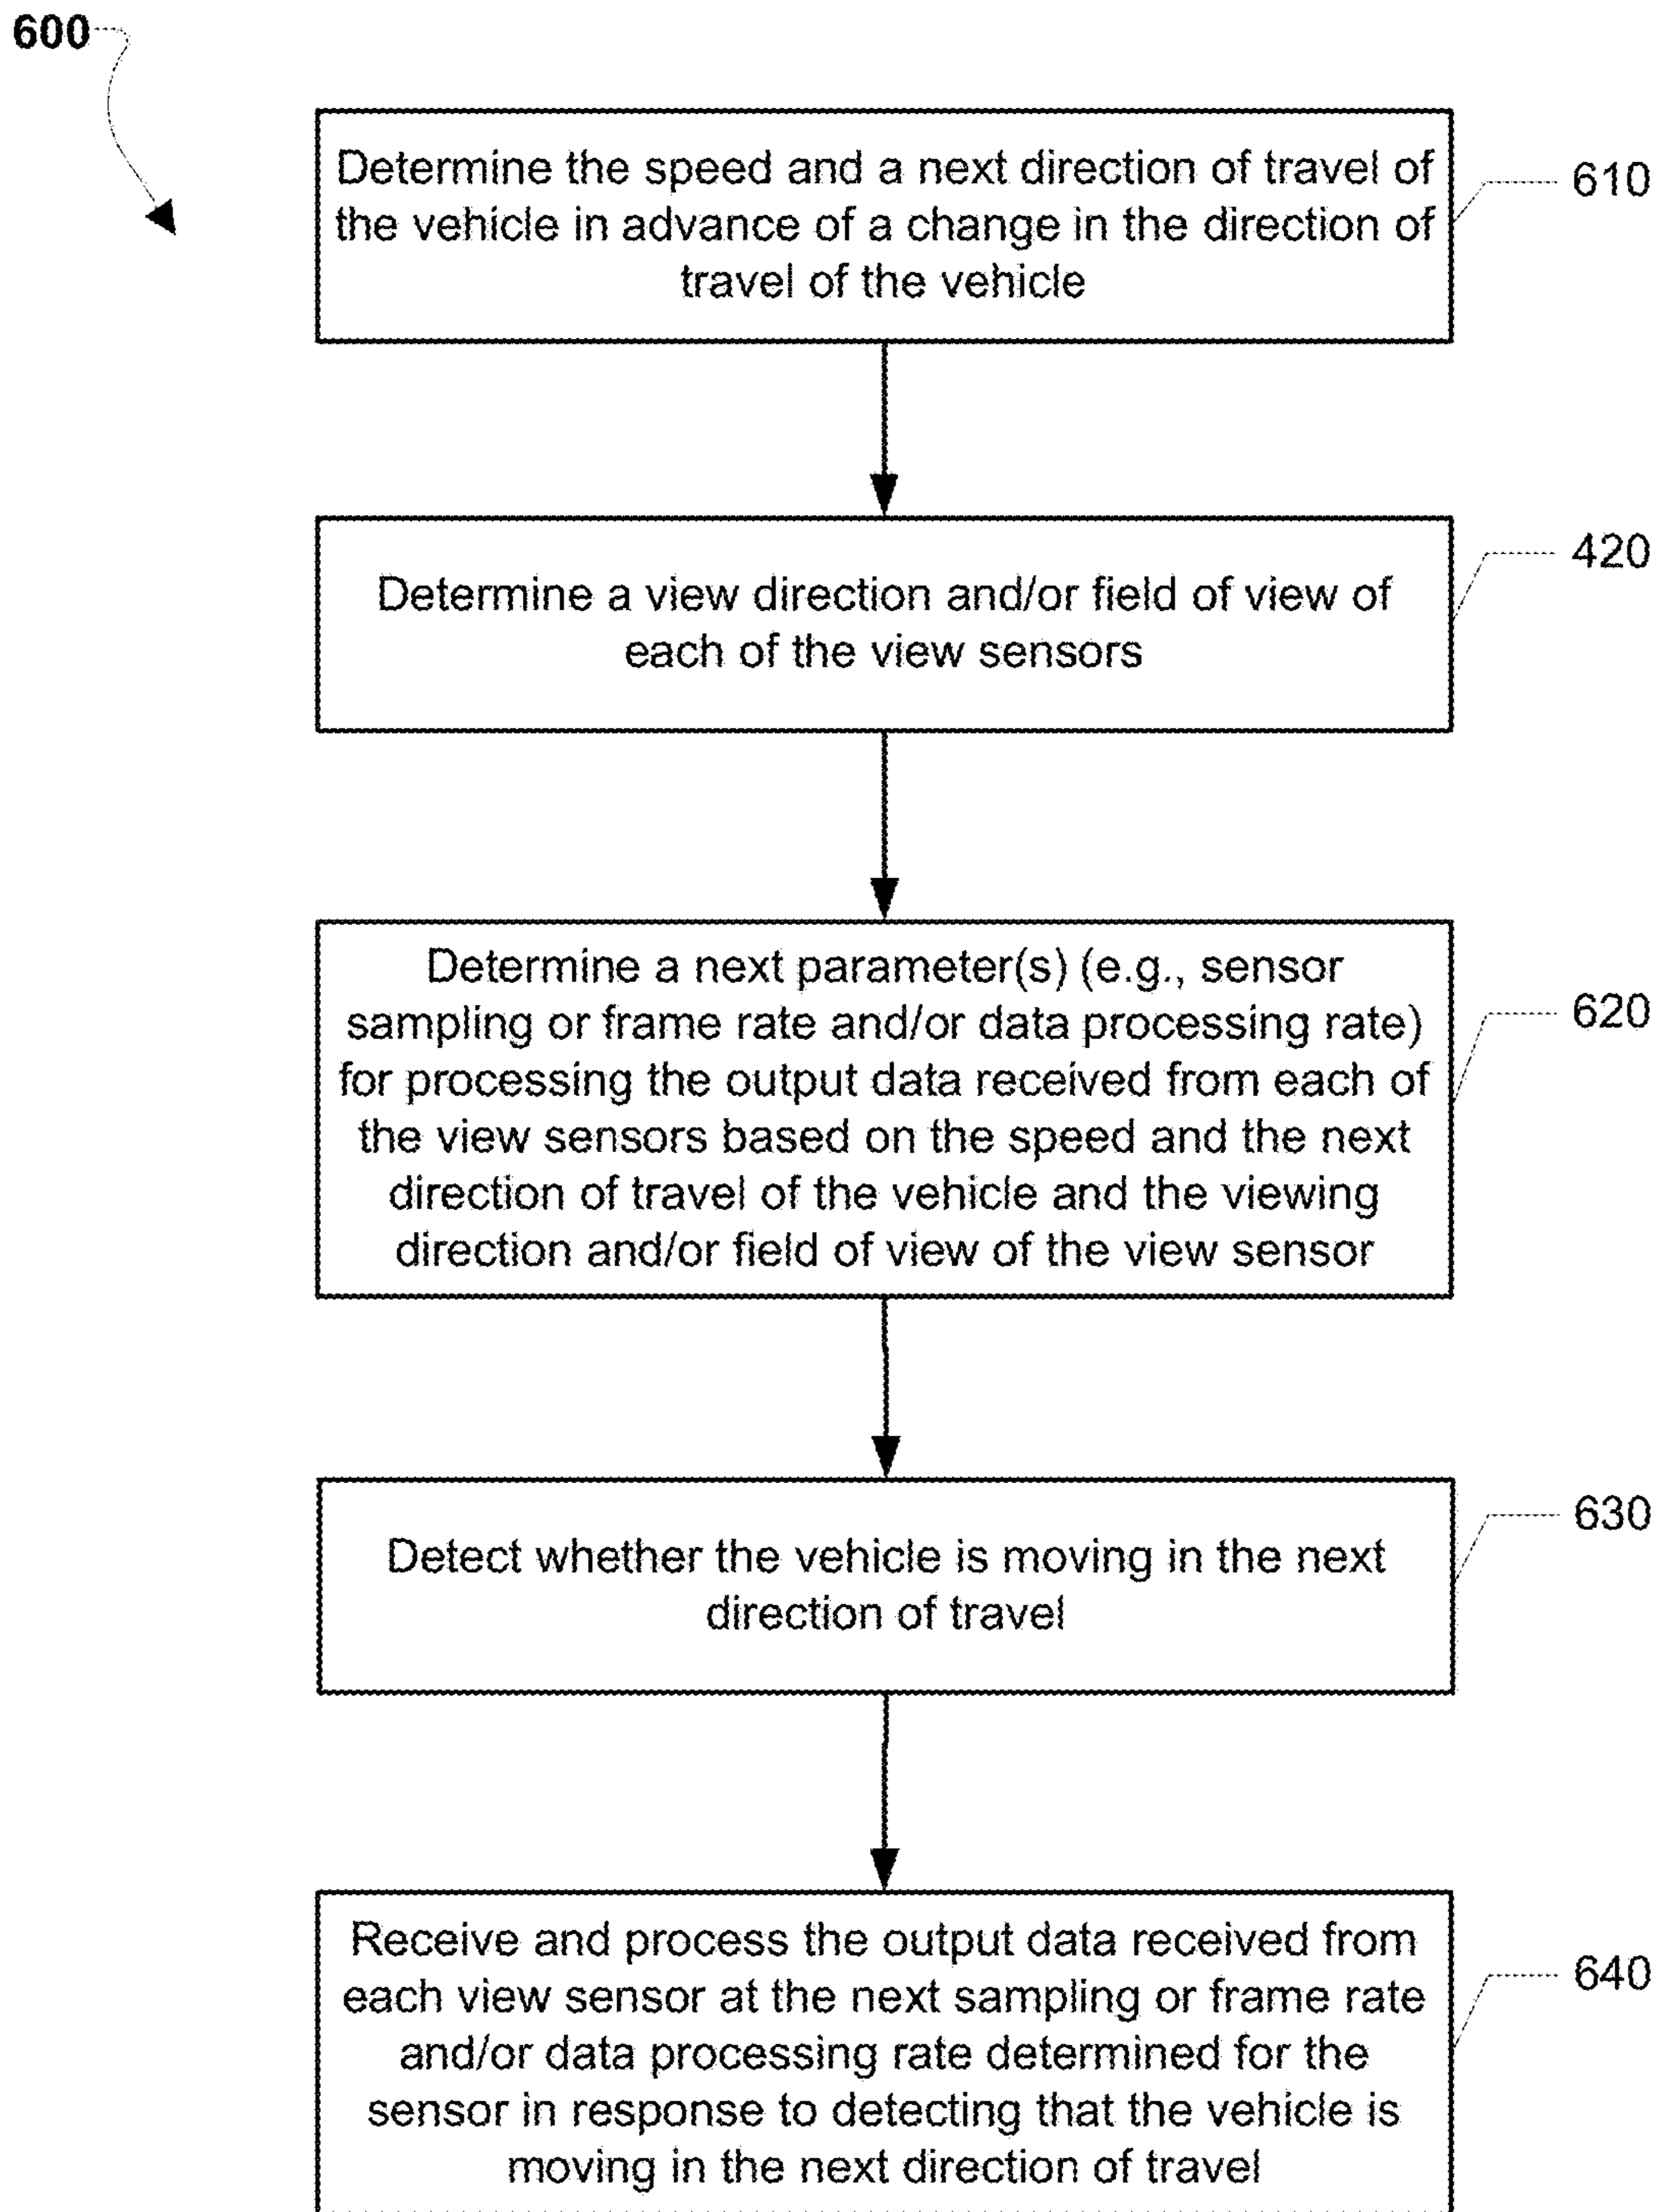 600
Determine the speed and a next direction of travel of
the vehicle in advance of a change in the direction of
travel of the vehicle
610
Determine a view direction and/or field of view of
each of the view sensors
420
Determine a next parameter(s) (e.g., sensor
sampling or frame rate and/or data processing rate)
for processing the output data received from each of
the view sensors based on the speed and the next
direction of travel of the vehicle and the viewing
direction and/or field of view of the view sensor
620
Detect whether the vehicle is moving in the next
direction of travel
630
Receive and process the output data received from
each view sensor at the next sampling or frame rate
and/or data processing rate determined for the
sensor in response to detecting that the vehicle is
moving in the next direction of travel
640